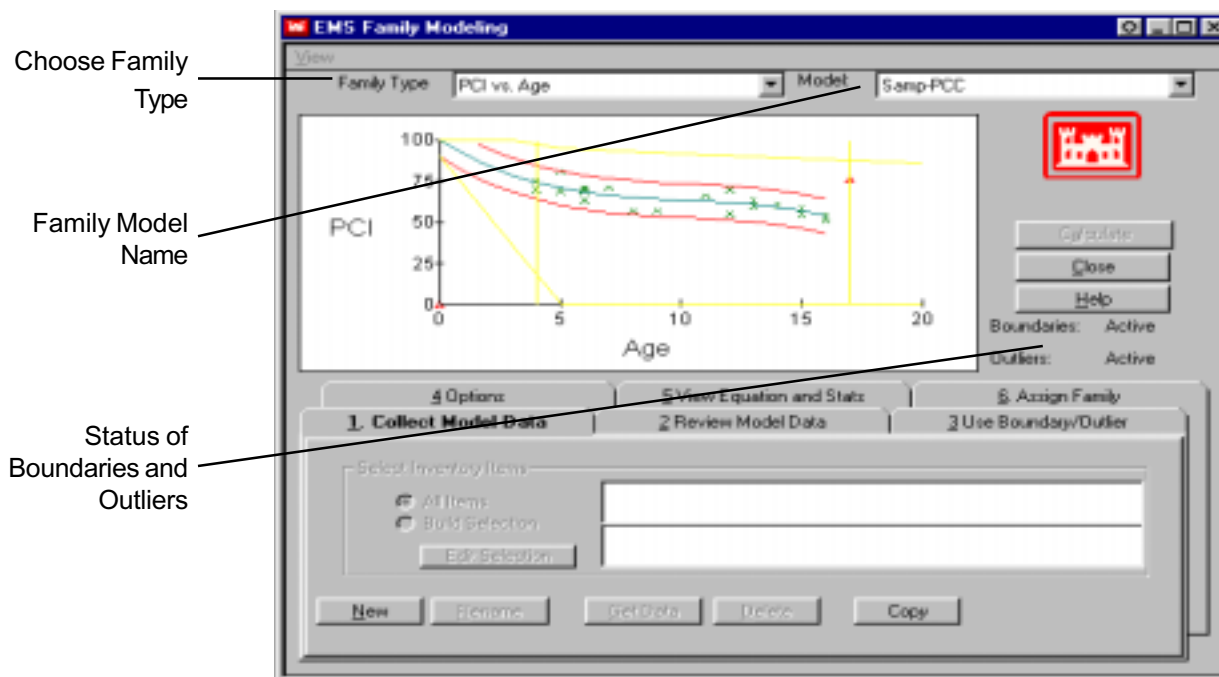 EMS Family Modeling
View
Choose Family
Type
Family Type
PCI vs. Age
Model:
Samp-PCC
100
75
50
25
0
PCI
0
5
10
15
20
Age
Family Model
Name
Calculate
Close
Help
Boundaries: Active
Outliers: Active
4 Options
5 View Equation and Stats
6. Assign Family
1. Collect Model Data
2 Review Model Data
3 Use Boundary/Outlier
Status of
Boundaries and
Outliers
Select Inventory Items
All Items
Build Selection
Edit Selection
New
Rename
Get Data
Delete
Copy